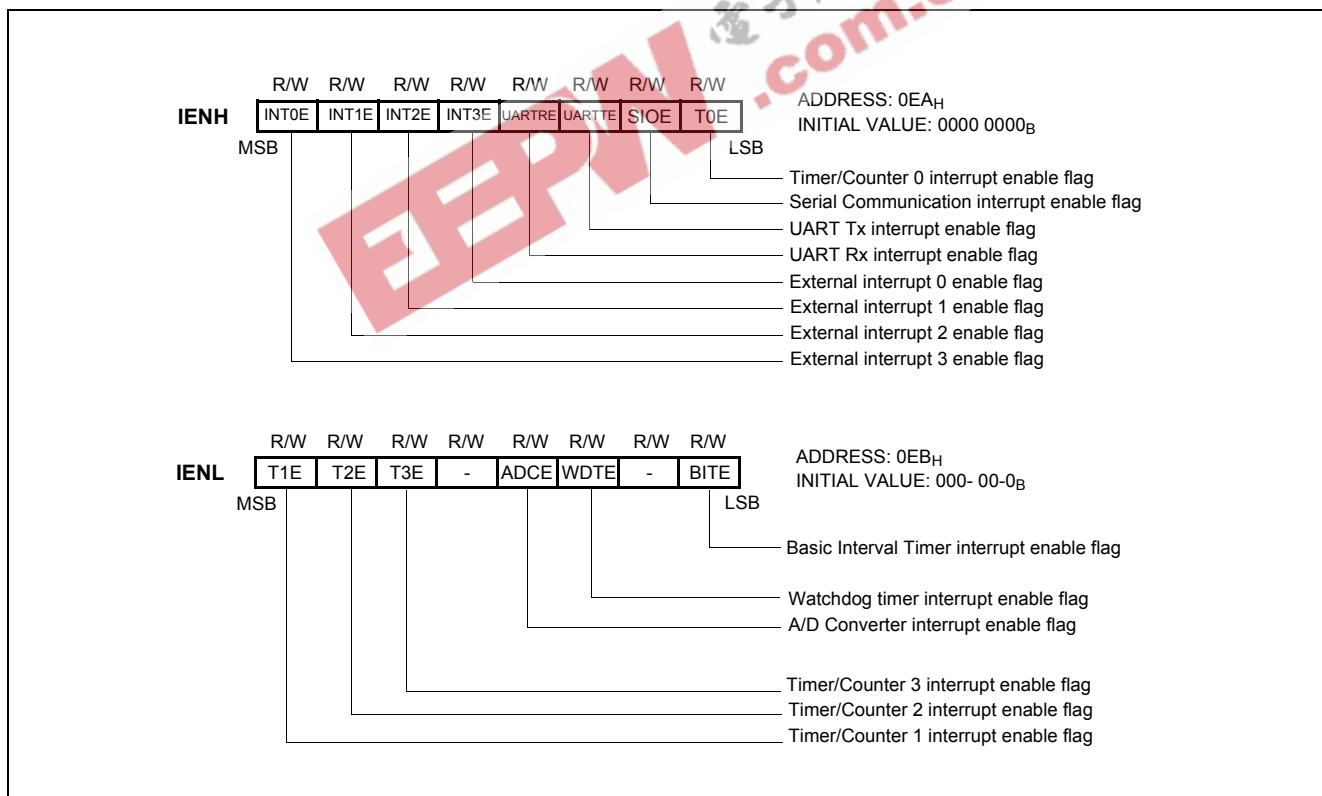 EEPW 電子
.com.
R/W R/W R/W R/W R/W R/W R/W R/W
IENH INT0E INT1E INT2E INT3E UARTRE UARTTE SIOE T0E
ADDRESS: 0EAH
INITIAL VALUE: 0000 0000B
MSB LSB
Timer/Counter 0 interrupt enable flag
Serial Communication interrupt enable flag
UART Tx interrupt enable flag
UART Rx interrupt enable flag
External interrupt 0 enable flag
External interrupt 1 enable flag
External interrupt 2 enable flag
External interrupt 3 enable flag
R/W R/W R/W R/W R/W R/W R/W R/W
IENL T1E T2E T3E - ADCE WDTE - BITE
ADDRESS: 0EBH
INITIAL VALUE: 000- 00-0B
MSB LSB
Basic Interval Timer interrupt enable flag
Watchdog timer interrupt enable flag
A/D Converter interrupt enable flag
Timer/Counter 3 interrupt enable flag
Timer/Counter 2 interrupt enable flag
Timer/Counter 1 interrupt enable flag